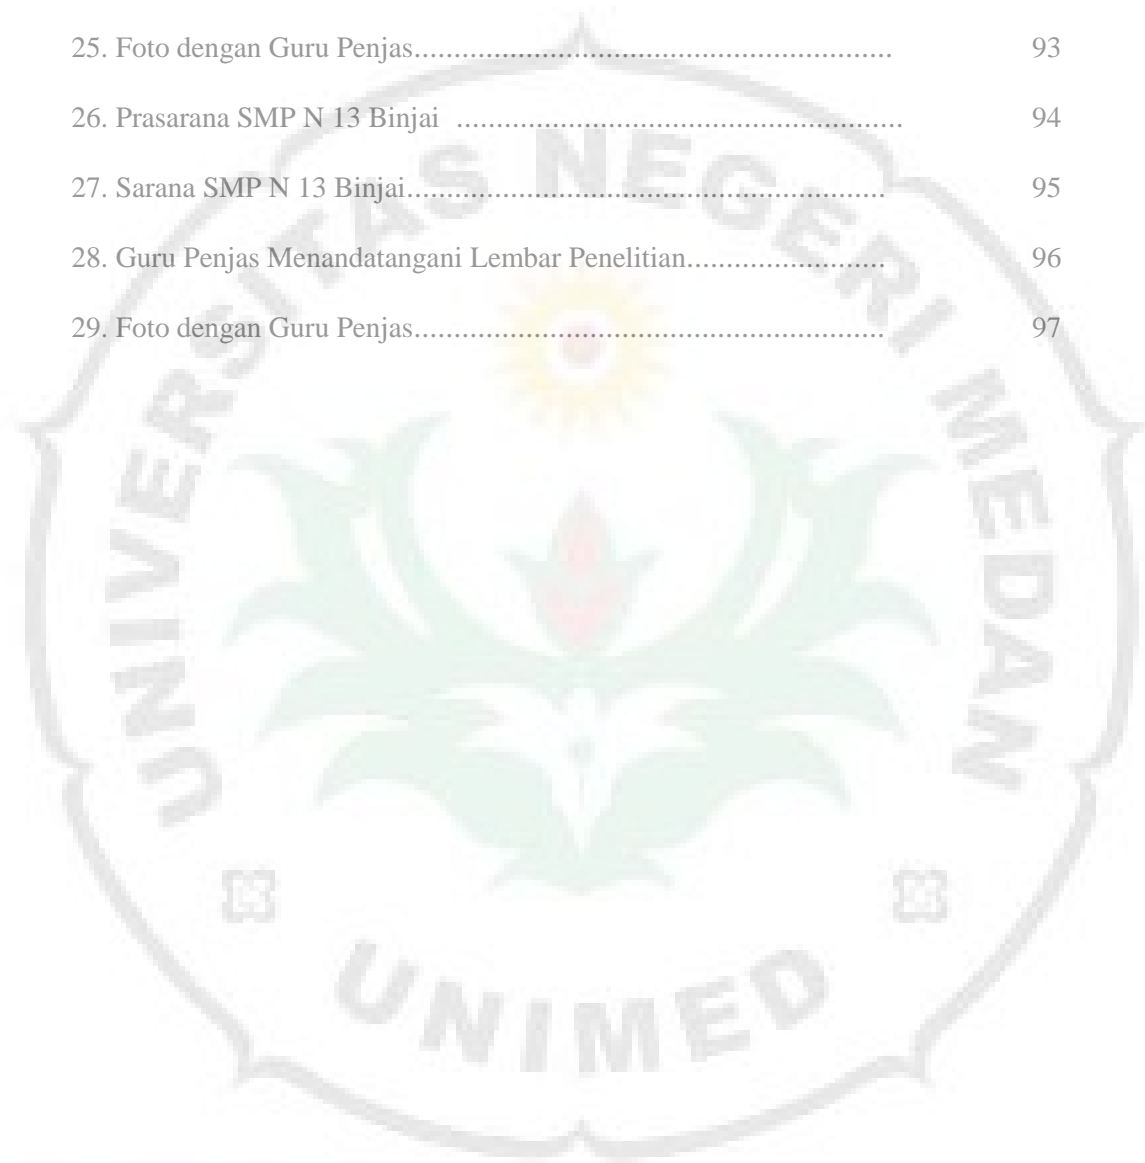 25. Foto dengan Guru Penjas............................................................ 93
26. Prasarana SMP N 13 Binjai ........................................................ 94
27. Sarana SMP N 13 Binjai............................................................ 95
28. Guru Penjas Menandatangani Lembar Penelitian......................... 96
29. Foto dengan Guru Penjas........................................................... 97
UNIVERSITAS NEGERI MEDAN
UNIMED